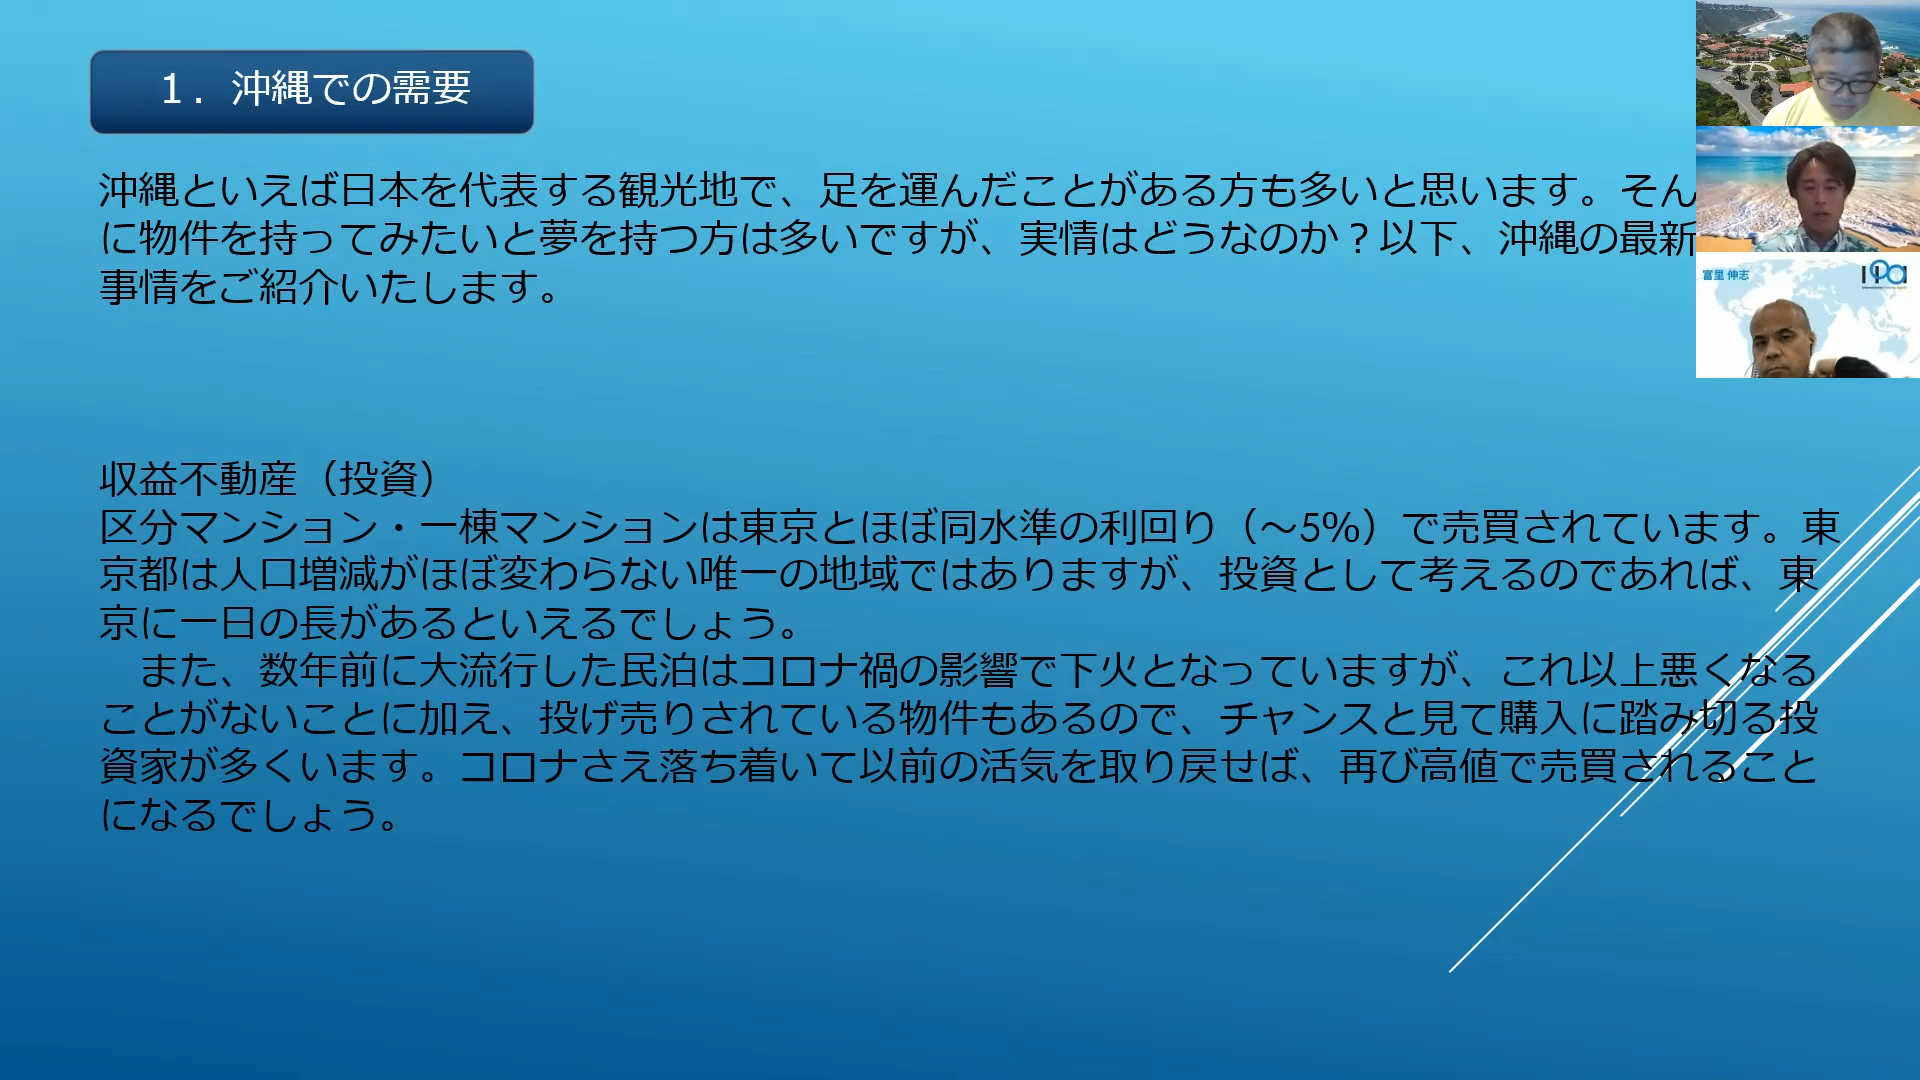 １．沖縄での需要
沖縄といえば日本を代表する観光地で、足を運んだことがある方も多いと思います。そん
に物件を持ってみたいと夢を持つ方は多いですが、実情はどうなのか？以下、沖縄の最新
事情をご紹介いたします。
富里 伸志
IPA
収益不動産（投資）
区分マンション・一棟マンションは東京とほぼ同水準の利回り（～5%）で売買されています。東
京都は人口増減がほぼ変わらない唯一の地域ではありますが、投資として考えるのであれば、東
京に一日の長があるといえるでしょう。
　また、数年前に大流行した民泊はコロナ禍の影響で下火となっていますが、これ以上悪くなる
ことがないことに加え、投げ売りされている物件もあるので、チャンスと見て購入に踏み切る投
資家が多くいます。コロナさえ落ち着いて以前の活気を取り戻せば、再び高値で売買されること
になるでしょう。